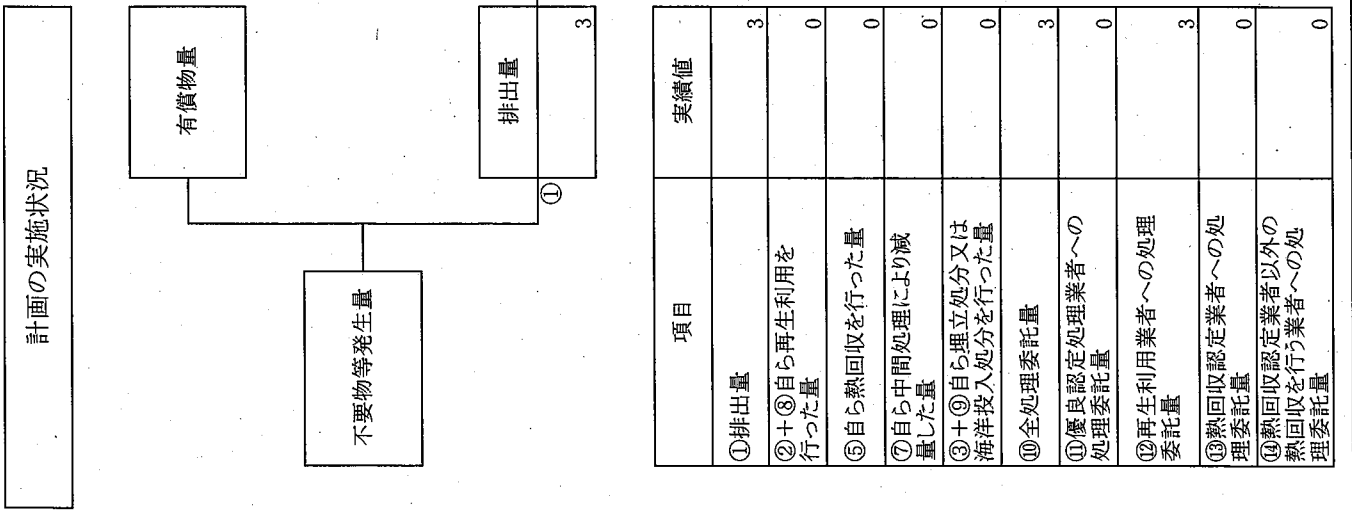 計画の実施状況
有償物量
不要物等発生量
①
排出量
3
項目
実績値
①排出量
3
②+⑧自ら再生利用を
行った量
0
⑤自ら熱回収を行った量
0
⑦自ら中間処理により減
量した量
0
③+⑨自ら埋立処分又は
海洋投入処分を行った量
0
⑩全処理委託量
3
⑪優良認定処理業者への
処理委託量
0
⑫再生利用業者への処理
委託量
3
⑬熱回収認定業者への処
理委託量
0
⑭熱回収認定業者以外の
熱回収を行う業者への処
理委託量
0